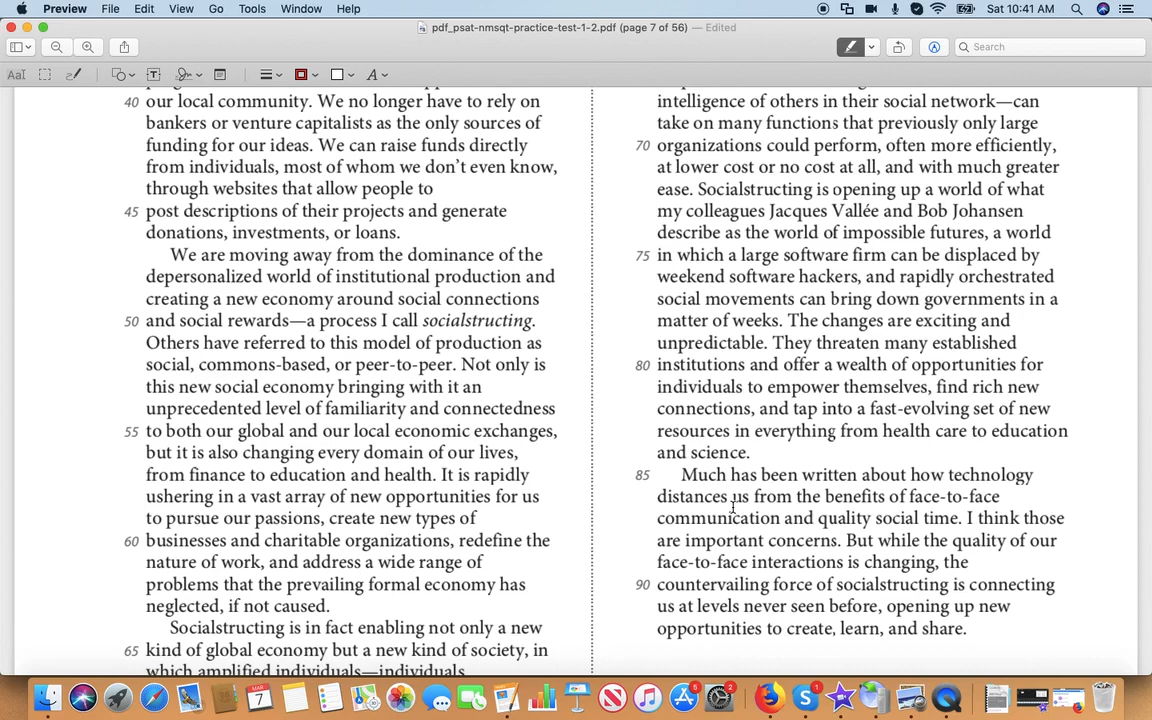 Preview File Edit View Go Tools Window Help Sat 10:41 AM
pdf_psat-nmsqt-practice-test-1-2.pdf (page 7 of 56) — Edited
Search
40 our local community. We no longer have to rely on
bankers or venture capitalists as the only sources of
funding for our ideas. We can raise funds directly
from individuals, most of whom we don't even know,
through websites that allow people to
45 post descriptions of their projects and generate
donations, investments, or loans.
We are moving away from the dominance of the
depersonalized world of institutional production and
creating a new economy around social connections
50 and social rewards—a process I call socialstructing.
Others have referred to this model of production as
social, commons-based, or peer-to-peer. Not only is
this new social economy bringing with it an
unprecedented level of familiarity and connectedness
55 to both our global and our local economic exchanges,
but it is also changing every domain of our lives,
from finance to education and health. It is rapidly
ushering in a vast array of new opportunities for us
to pursue our passions, create new types of
60 businesses and charitable organizations, redefine the
nature of work, and address a wide range of
problems that the prevailing formal economy has
neglected, if not caused.
Socialstructing is in fact enabling not only a new
65 kind of global economy but a new kind of society, in
which amplified individuals—individuals
intelligence of others in their social network—can
take on many functions that previously only large
70 organizations could perform, often more efficiently,
at lower cost or no cost at all, and with much greater
ease. Socialstructing is opening up a world of what
my colleagues Jacques Vallée and Bob Johansen
describe as the world of impossible futures, a world
75 in which a large software firm can be displaced by
weekend software hackers, and rapidly orchestrated
social movements can bring down governments in a
matter of weeks. The changes are exciting and
unpredictable. They threaten many established
80 institutions and offer a wealth of opportunities for
individuals to empower themselves, find rich new
connections, and tap into a fast-evolving set of new
resources in everything from health care to education
and science.
85 Much has been written about how technology
distances us from the benefits of face-to-face
communication and quality social time. I think those
are important concerns. But while the quality of our
face-to-face interactions is changing, the
90 countervailing force of socialstructing is connecting
us at levels never seen before, opening up new
opportunities to create, learn, and share.